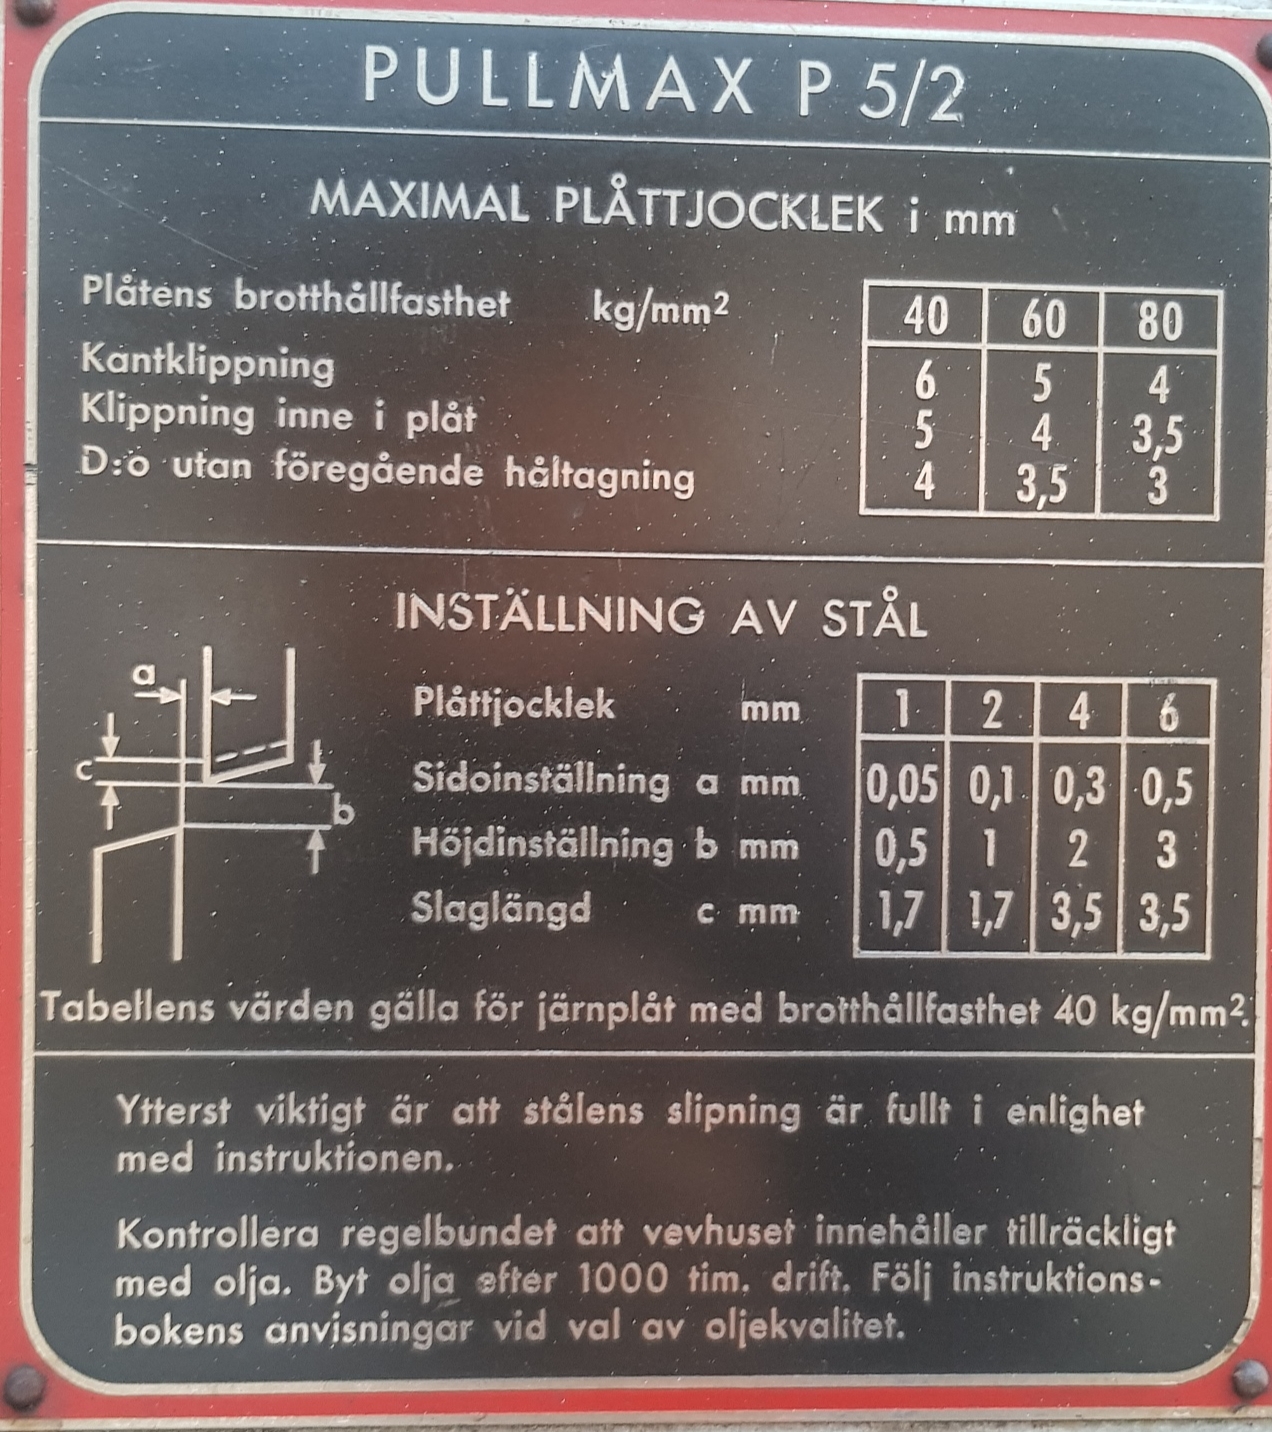 PULLMAX P 5/2
MAXIMAL PLÅTTJOCKLEK i mm
Plåtens brotthållfasthet kg/mm² 40 60 80
Kantklippning 6 5 4
Klippning inne i plåt 5 4 3,5
D:o utan föregående håltagning 4 3,5 3
INSTÄLLNING AV STÅL
a
c
b
Plåttjocklek mm 1 2 4 6
Sidoinställning a mm 0,05 0,1 0,3 0,5
Höjdinställning b mm 0,5 1 2 3
Slaglängd c mm 1,7 1,7 3,5 3,5
Tabellens värden gälla för järnplåt med brotthållfasthet 40 kg/mm².
Ytterst viktigt är att stålens slipning är fullt i enlighet
med instruktionen.
Kontrollera regelbundet att vevhuset innehåller tillräckligt
med olja. Byt olja efter 1000 tim. drift. Följ instruktions-
bokens anvisningar vid val av oljekvalitet.